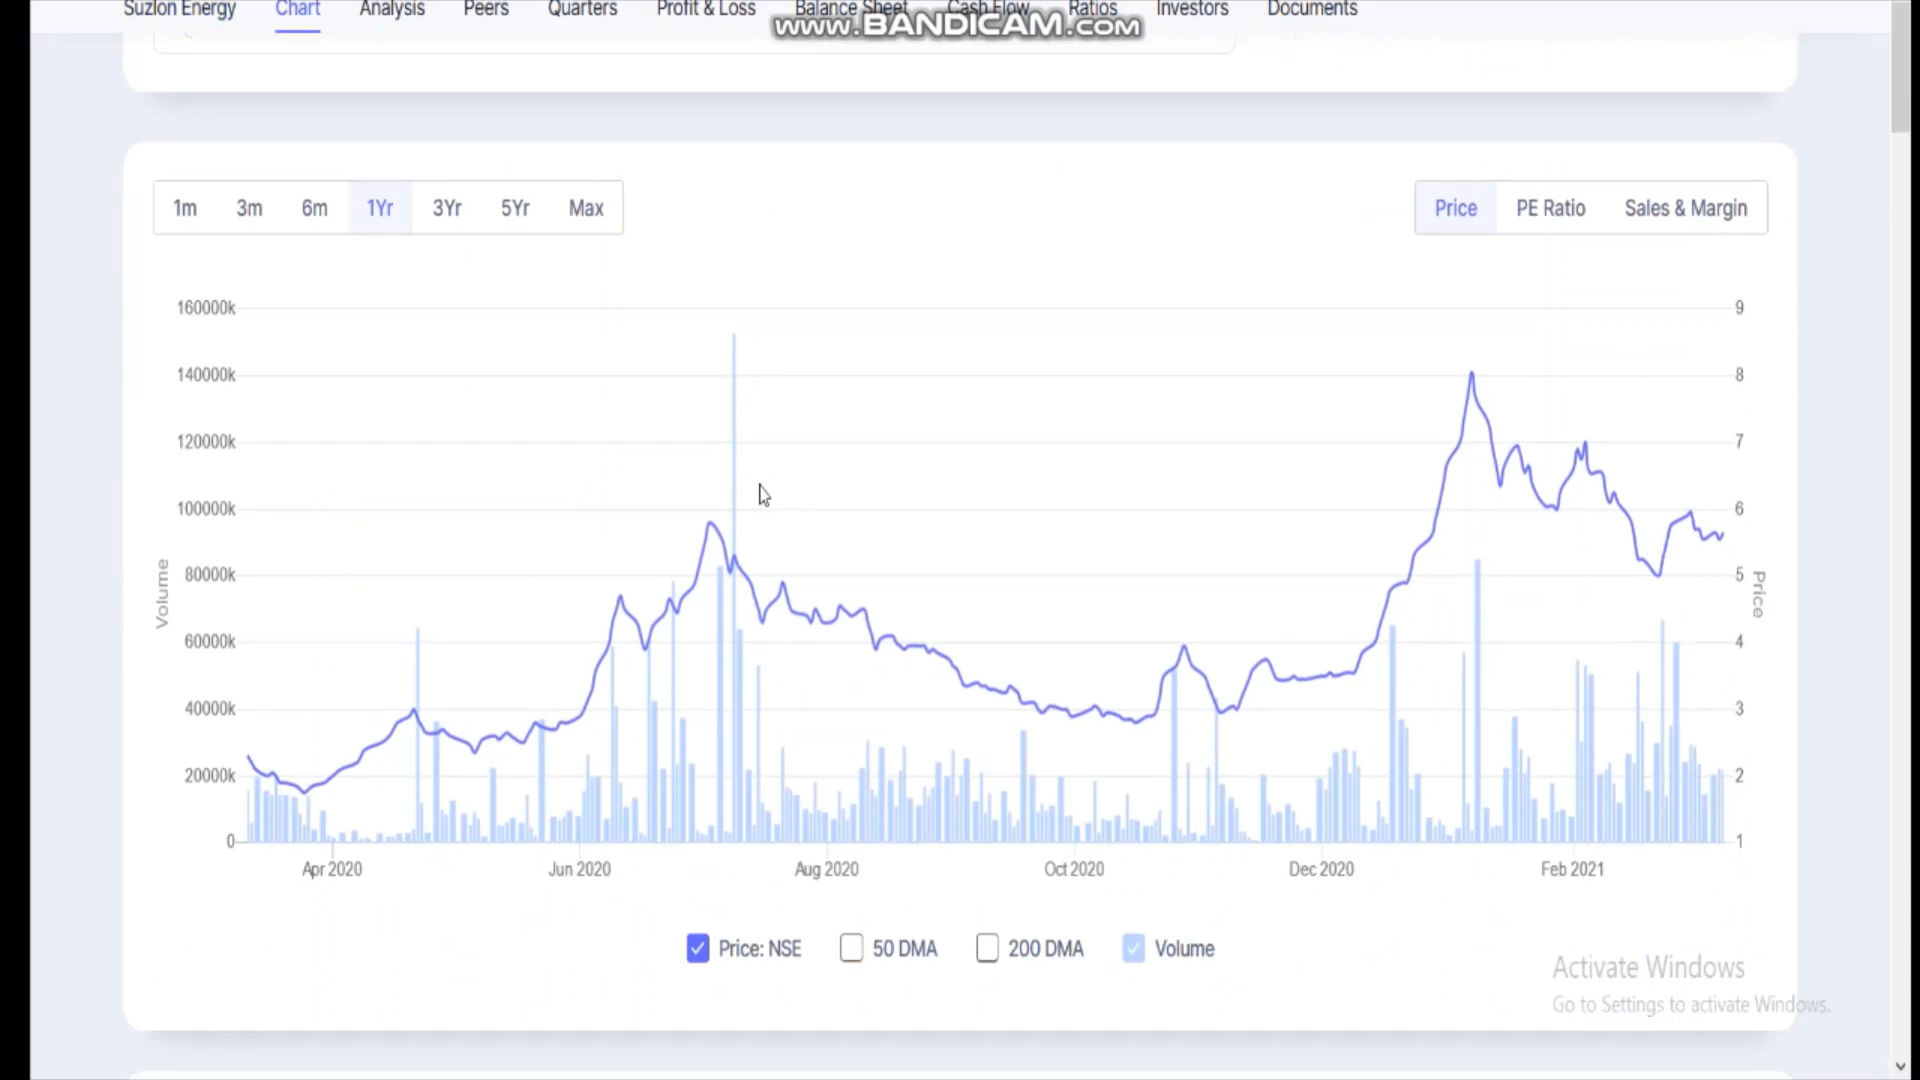 Suzlon Energy Chart Analysis Peers Quarters Profit & Loss Balance Sheet Cash Flow Ratios Investors Documents
www.BANDICAM.com
1m 3m 6m 1Yr 3Yr 5Yr Max
Price PE Ratio Sales & Margin
160000k 9
140000k 8
120000k 7
100000k 6
80000k 5
Volume
Price
60000k 4
40000k 3
20000k 2
0 1
Apr 2020 Jun 2020 Aug 2020 Oct 2020 Dec 2020 Feb 2021
Price: NSE 50 DMA 200 DMA Volume
Activate Windows
Go to Settings to activate Windows.